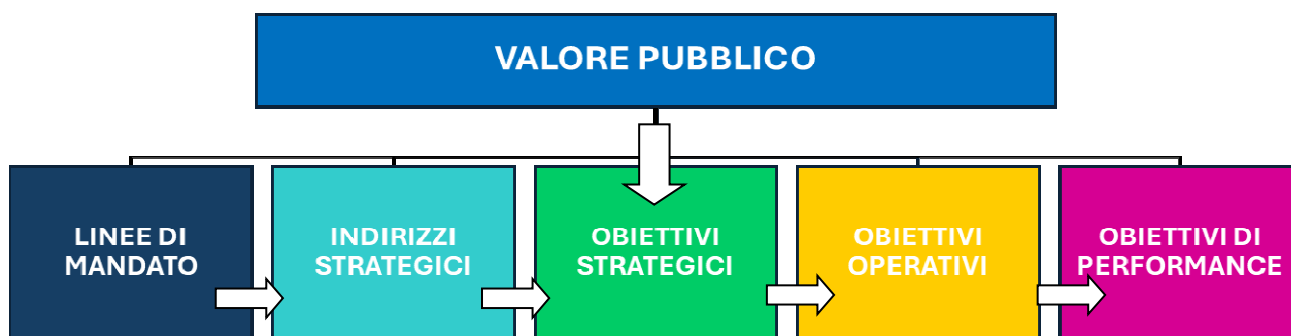 VALORE PUBBLICO
LINEE DI
MANDATO
INDIRIZZI
STRATEGICI
OBIETTIVI
STRATEGICI
OBIETTIVI
OPERATIVI
OBIETTIVI DI
PERFORMANCE